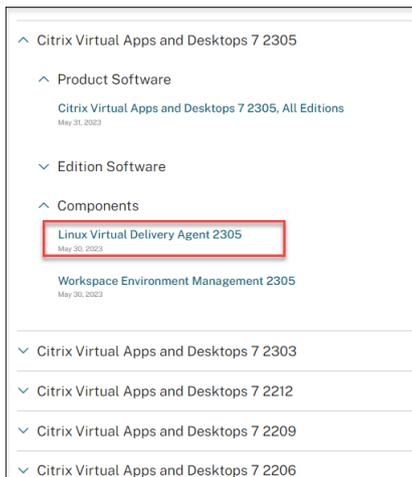 Citrix Virtual Apps and Desktops 7 2305
Product Software
Citrix Virtual Apps and Desktops 7 2305, All Editions
May 31, 2023
Edition Software
Components
Linux Virtual Delivery Agent 2305
May 30, 2023
Workspace Environment Management 2305
May 30, 2023
Citrix Virtual Apps and Desktops 7 2303
Citrix Virtual Apps and Desktops 7 2212
Citrix Virtual Apps and Desktops 7 2209
Citrix Virtual Apps and Desktops 7 2206